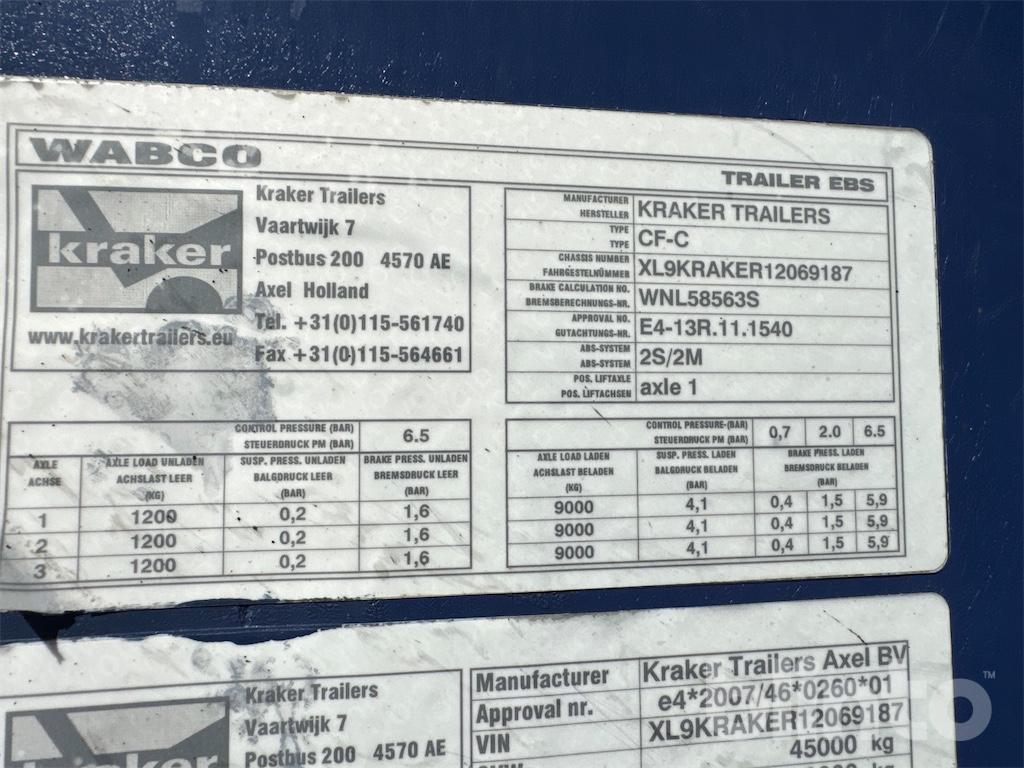 WABCO
TRAILER EBS
kraker
www.krakertrailers.eu
Kraker Trailers
Vaartwijk 7
Postbus 200 4570 AE
Axel Holland
Tel. +31(0)115-561740
Fax +31(0)115-564661
MANUFACTURER
HERSTELLER KRAKER TRAILERS
TYPE
TYPE CF-C
CHASSIS NUMBER
FAHRGESTELNÜMMER XL9KRAKER12069187
BRAKE CALCULATION NO.
BREMSBERECHNUNGS-NR. WNL58563S
APPROVAL NO.
GUTACHTUNGS-NR. E4-13R.11.1540
ABS-SYSTEM
ABS-SYSTEM 2S/2M
POS. LIFTAXLE
POS. LIFTACHSEN axle 1
CONTROL PRESSURE (BAR)
STEUERDRUCK PM (BAR) 6.5
AXLE AXLE LOAD UNLADEN SUSP. PRESS. UNLADEN BRAKE PRESS. UNLADEN
ACHSE ACHSLAST LEER BALGDRUCK LEER BREMSDRUCK LEER
(KG) (BAR) (BAR)
1 1200 0,2 1,6
2 1200 0,2 1,6
3 1200 0,2 1,6
CONTROL PRESSURE-(BAR)
STEUERDRUCK PM (BAR) 0,7 2.0 6.5
AXLE LOAD LADEN SUSP. PRESS. LADEN BRAKE PRESS. LADEN
ACHSLAST BELADEN BALGDRUCK BELADEN BREMSDRUCK BELADEN
(KG) (BAR) (BAR)
9000 4,1 0,4 1,5 5,9
9000 4,1 0,4 1,5 5,9
9000 4,1 0,4 1,5 5,9
Kraker Trailers
Vaartwijk 7
Postbus 200 4570 AE
Manufacturer Kraker Trailers Axel BV
Approval nr. e4*2007/46*0260*01
VIN XL9KRAKER12069187
45000 kg